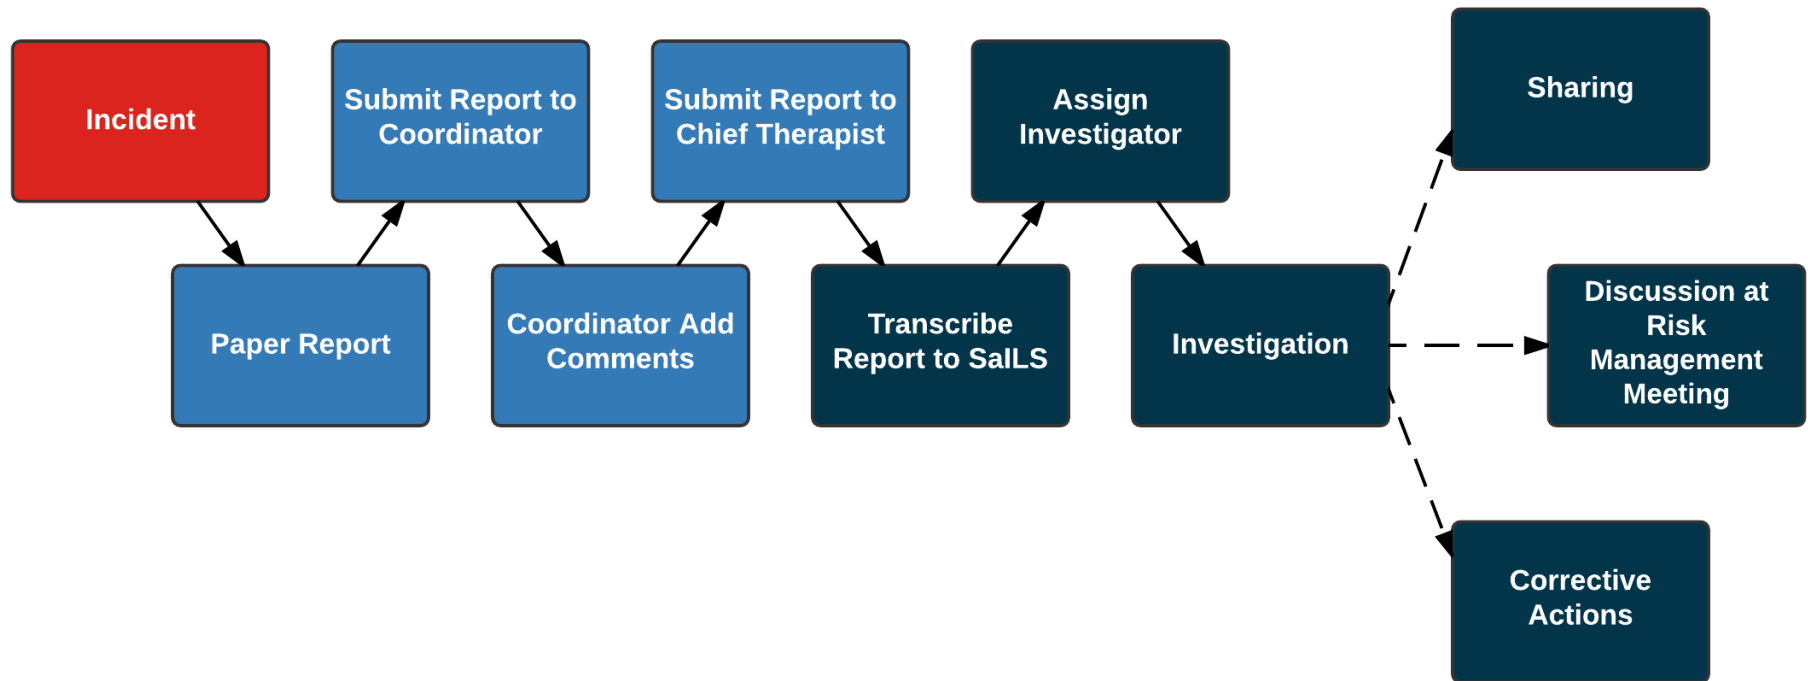 Incident
Paper Report
Submit Report to
Coordinator
Coordinator Add
Comments
Submit Report to
Chief Therapist
Transcribe
Report to SaILS
Assign
Investigator
Investigation
Sharing
Discussion at
Risk
Management
Meeting
Corrective
Actions